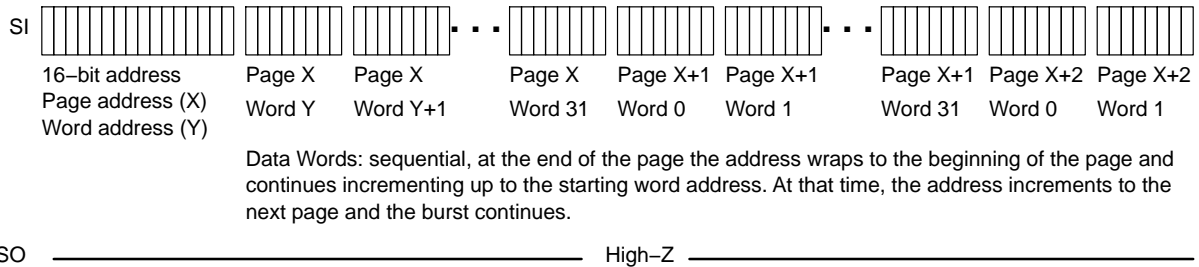 SI
16−bit address
Page address (X)
Word address (Y)
Page X
Word Y
Page X
Word Y+1
Page X
Word 31
Page X+1
Word 0
Page X+1
Word 1
Page X+1
Word 31
Page X+2
Word 0
Page X+2
Word 1
Data Words: sequential, at the end of the page the address wraps to the beginning of the page and
continues incrementing up to the starting word address. At that time, the address increments to the
next page and the burst continues.
SO
High−Z